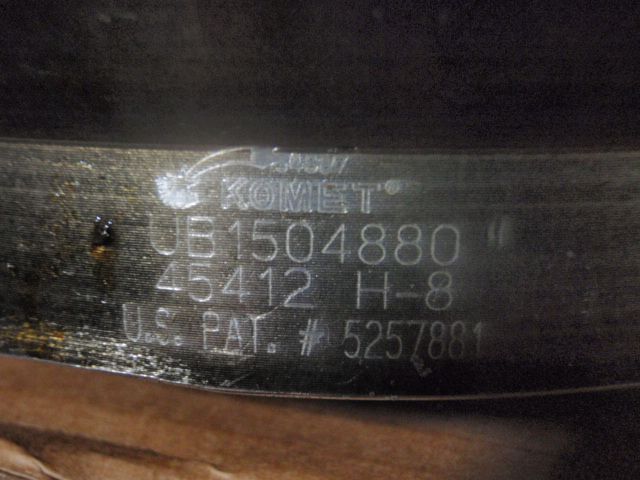 KOMET®
UB1504880 "
45412 H-8
U.S. PAT. # 5257881